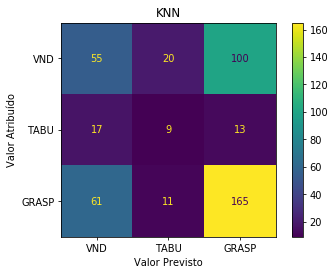 KNN
VND 55 20 100
TABU 17 9 13
GRASP 61 11 165
VND TABU GRASP
Valor Previsto
Valor Atribuído
160
140
120
100
80
60
40
20